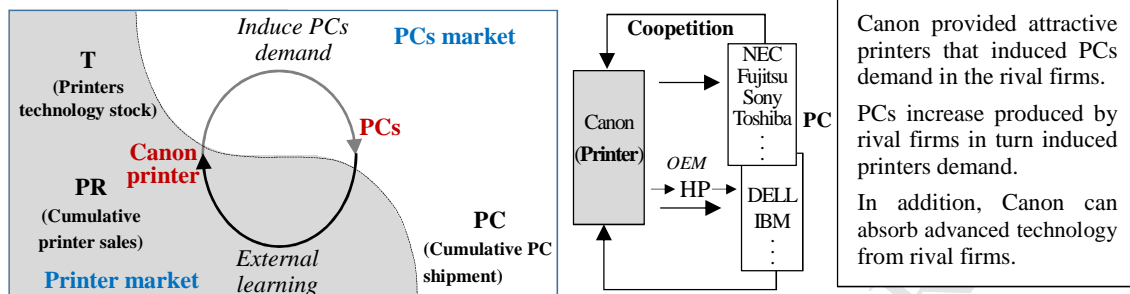 Induce PCs
demand
PCs market
T
(Printers
technology stock)
PCs
Canon
printer
PR
(Cumulative
printer sales)
PC
(Cumulative PC
shipment)
External
learning
Printer market
Coopetition
Canon
(Printer)
OEM
HP
NEC
Fujitsu
Sony
Toshiba
PC
DELL
IBM
Canon provided attractive
printers that induced PCs
demand in the rival firms.
PCs increase produced by
rival firms in turn induced
printers demand.
In addition, Canon can
absorb advanced technology
from rival firms.